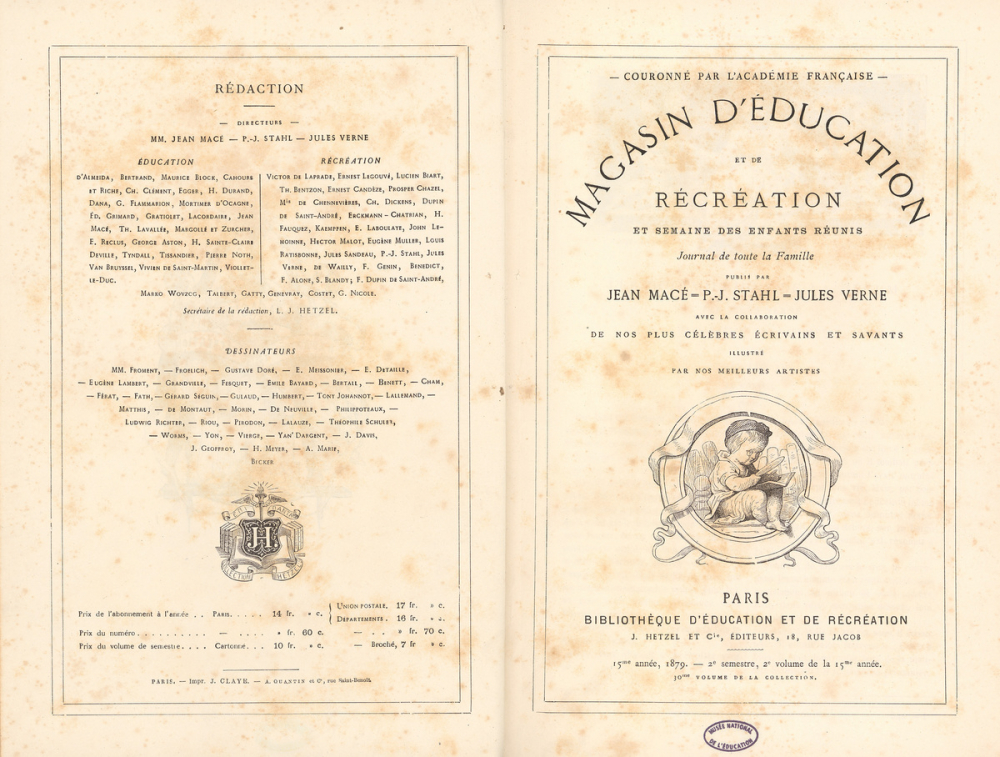 RÉDACTION
— DIRECTEURS —
MM. JEAN MACÉ — P.-J. STAHL — JULES VERNE
ÉDUCATION
D'ALMEIDA, BERTRAND, MAURICE BLOCK, CAHOURS
ET RICHE, CH. CLÉMENT, EGGER, H. DURAND,
DANA, G. FLAMMARION, MORTIMER D'OCAGNE,
ÉD. GRIMARD, GRATIOLET, LACORDAIRE, JEAN
MACÉ, TH. LAVALLÉE, MARGOLLÉ ET ZURCHER,
E. RECLUS, GEORGE ASTON, H. SAINTE-CLAIRE
DEVILLE, TYNDALL, TISSANDIER, PIERRE NOTH,
VAN BRUYSSEL, VIVIEN DE SAINT-MARTIN, VIOLLET-
LE-DUC.
RÉCRÉATION
VICTOR DE LAPRADE, ERNEST LEGOUVÉ, LUCIEN BIART,
TH. BENTZON, ERNEST CANDÈZE, PROSPER CHAZEL,
Mie DE CHENNEVIÈRES, CH. DICKENS, DUPIN
DE SAINT-ANDRÉ, ERCKMANN-CHATRIAN, H.
FAUQUEZ, KAEMPFEN, E. LABOULAYE, JOHN LE-
MOINNE, HECTOR MALOT, EUGÈNE MULLER, LOUIS
RATISBONNE, JULES SANDEAU, P.-J. STAHL, JULES
VERNE, DE WAILLY, F. GENIN, BENEDICT,
F. ALONE, S. BLANDY; F. DUPIN DE SAINT-ANDRÉ,
MARKO WOVZCG, TALBERT, GATTY, GENEVRAY, COSTET, G. NICOLE.
Secrétaire de la rédaction, L. J. HETZEL.
DESSINATEURS
MM. FROMENT, — FROELICH, — GUSTAVE DORÉ, — E. MEISSONIER, — E. DETAILLE,
— EUGÈNE LAMBERT, — GRANDVILLE, — FESQUET, — EMILE BAYARD, — BERTALL, — BENETT, — CHAM,
— FÉRAT, — FATH, — GÉRARD SÉGUIN, — GULAUD, — HUMBERT, — TONY JOHANNOT, — LALLEMAND, —
MATTHIS, — DE MONTAUT, — MORIN, — DE NEUVILLE, — PHILIPPOTEAUX, —
LUDWIG RICHTER, — RIOU, — PIRODON, — LALAUZE, — THÉOPHILE SCHULER,
— WORMS, — YON, — VIERGE, — YAN' DARGENT, — J. DAVIS,
J. GEOFFROY, — H. MEYER, — A. MARIE,
BECKER
H
COLLECTION HETZEL
Prix de l'abonnement à l'année . . PARIS. . . . . 14 fr. » c. { UNION POSTALE. 17 fr. » c.
DÉPARTEMENTS. 16 fr. » c.
Prix du numéro. . . . . . . . . . — . . . . . » fr. 60 c. — . . » fr. 70 c.
Prix du volume de semestre. . . . Cartonné. . . 10 fr. » c. — Broché, 7 fr » c.
PARIS. — Impr. J. CLAYE. — A. QUANTIN et Cie, rue Saint-Benoît.
— COURONNÉ PAR L'ACADÉMIE FRANÇAISE —
MAGASIN D'ÉDUCATION
ET DE
RÉCRÉATION
ET SEMAINE DES ENFANTS RÉUNIS
Journal de toute la Famille
PUBLIÉ PAR
JEAN MACÉ = P.-J. STAHL = JULES VERNE
AVEC LA COLLABORATION
DE NOS PLUS CÉLÈBRES ÉCRIVAINS ET SAVANTS
ILLUSTRÉ
PAR NOS MEILLEURS ARTISTES
PARIS
BIBLIOTHÈQUE D'ÉDUCATION ET DE RÉCRÉATION
J. HETZEL ET Cie, ÉDITEURS, 18, RUE JACOB
15me année, 1879. — 2e semestre, 2e volume de la 15me année.
30me VOLUME DE LA COLLECTION.
MUSÉE NATIONAL
DE L'ÉDUCATION